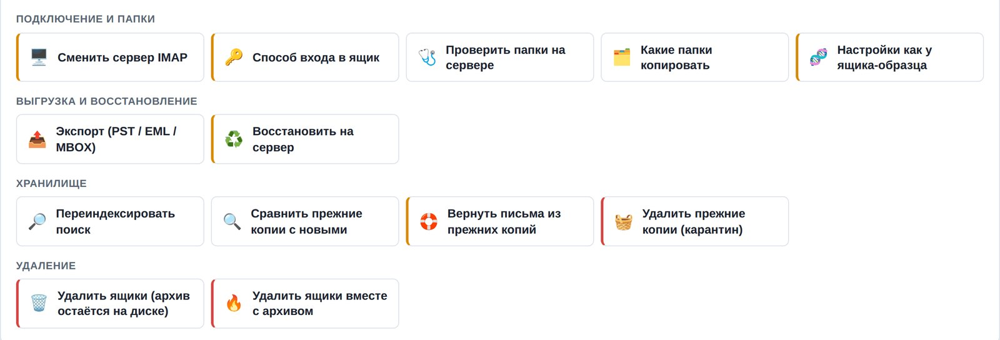 ПОДКЛЮЧЕНИЕ И ПАПКИ
Сменить сервер IMAP
Способ входа в ящик
Проверить папки на
сервере
Какие папки
копировать
Настройки как у
ящика-образца
ВЫГРУЗКА И ВОССТАНОВЛЕНИЕ
Экспорт (PST / EML /
MBOX)
Восстановить на
сервер
ХРАНИЛИЩЕ
Переиндексировать
поиск
Сравнить прежние
копии с новыми
Вернуть письма из
прежних копий
Удалить прежние
копии (карантин)
УДАЛЕНИЕ
Удалить ящики (архив
остаётся на диске)
Удалить ящики вместе
с архивом